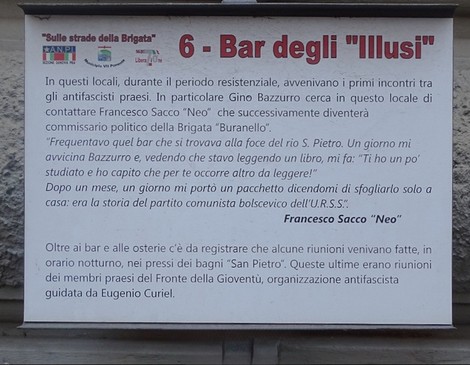 "Sulle strade della Brigata"
6 - Bar degli "Illusi"
A.N.P.I.
In questi locali, durante il periodo resistenziale, avvenivano i primi incontri tra
gli antifascisti praesi. In particolare Gino Bazzurro cerca in questo locale di
contattare Francesco Sacco "Neo" che successivamente diventerà
commissario politico della Brigata "Buranello".
"Frequentavo quel bar che si trovava alla foce del rio S. Pietro. Un giorno mi
avvicina Bazzurro e, vedendo che stavo leggendo un libro, mi fa: "Ti ho un po'
studiato e ho capito che per te occorre altro da leggere!"
Dopo un mese, un giorno mi portò un pacchetto dicendomi di sfogliarlo solo a
casa: era la storia del partito comunista bolscevico dell'U.R.S.S.".
Francesco Sacco "Neo"
Oltre ai bar e alle osterie c'è da registrare che alcune riunioni venivano fatte, in
orario notturno, nei pressi dei bagni "San Pietro". Queste ultime erano riunioni
dei membri praesi del Fronte della Gioventù, organizzazione antifascista
guidata da Eugenio Curiel.